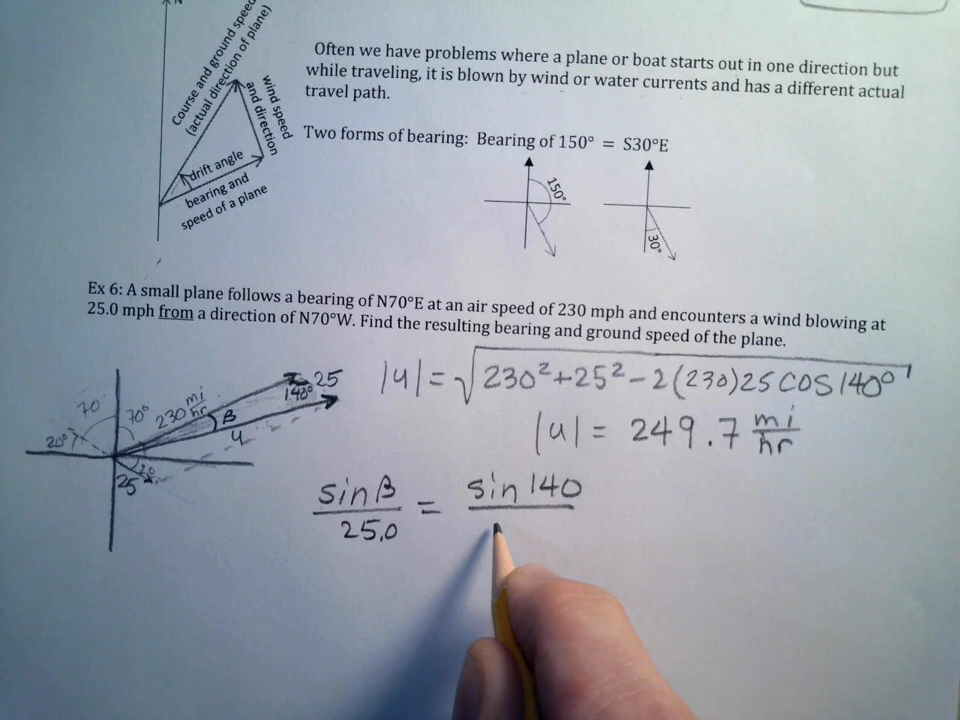 N
Course and ground speed
(actual direction of plane)
wind speed
and direction
drift angle
bearing and
speed of a plane
Often we have problems where a plane or boat starts out in one direction but
while traveling, it is blown by wind or water currents and has a different actual
travel path.
Two forms of bearing: Bearing of 150° = S30°E
150°
30°
Ex 6: A small plane follows a bearing of N70°E at an air speed of 230 mph and encounters a wind blowing at
25.0 mph from a direction of N70°W. Find the resulting bearing and ground speed of the plane.
70
70°
230 mi/hr
25
140°
β
u
20°
20
25
|u| = √230²+25²-2(230)25 COS 140°
|u| = 249.7 mi/hr
sinβ = sin 140
25.0